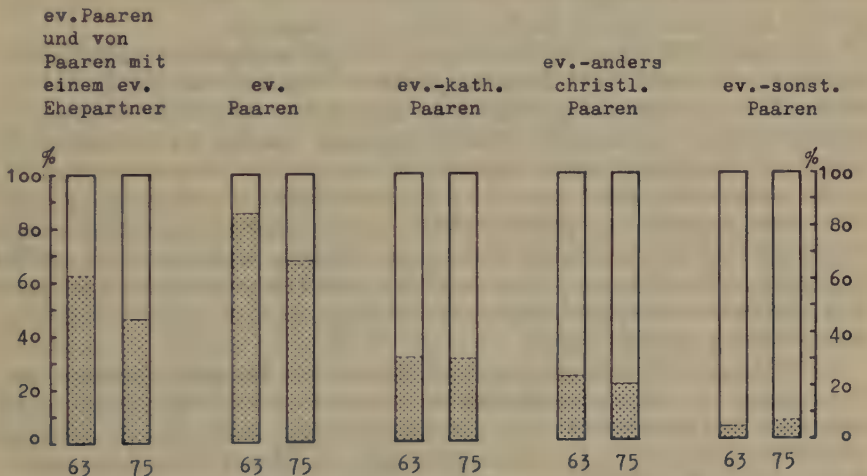 ev.Paaren
und von
Paaren mit
einem ev.
Ehepartner
ev.
Paaren
ev.-kath.
Paaren
ev.-anders
christl.
Paaren
ev.-sonst.
Paaren
% %
100 100
80 80
60 60
40 40
20 20
0 0
63 75 63 75 63 75 63 75 63 75